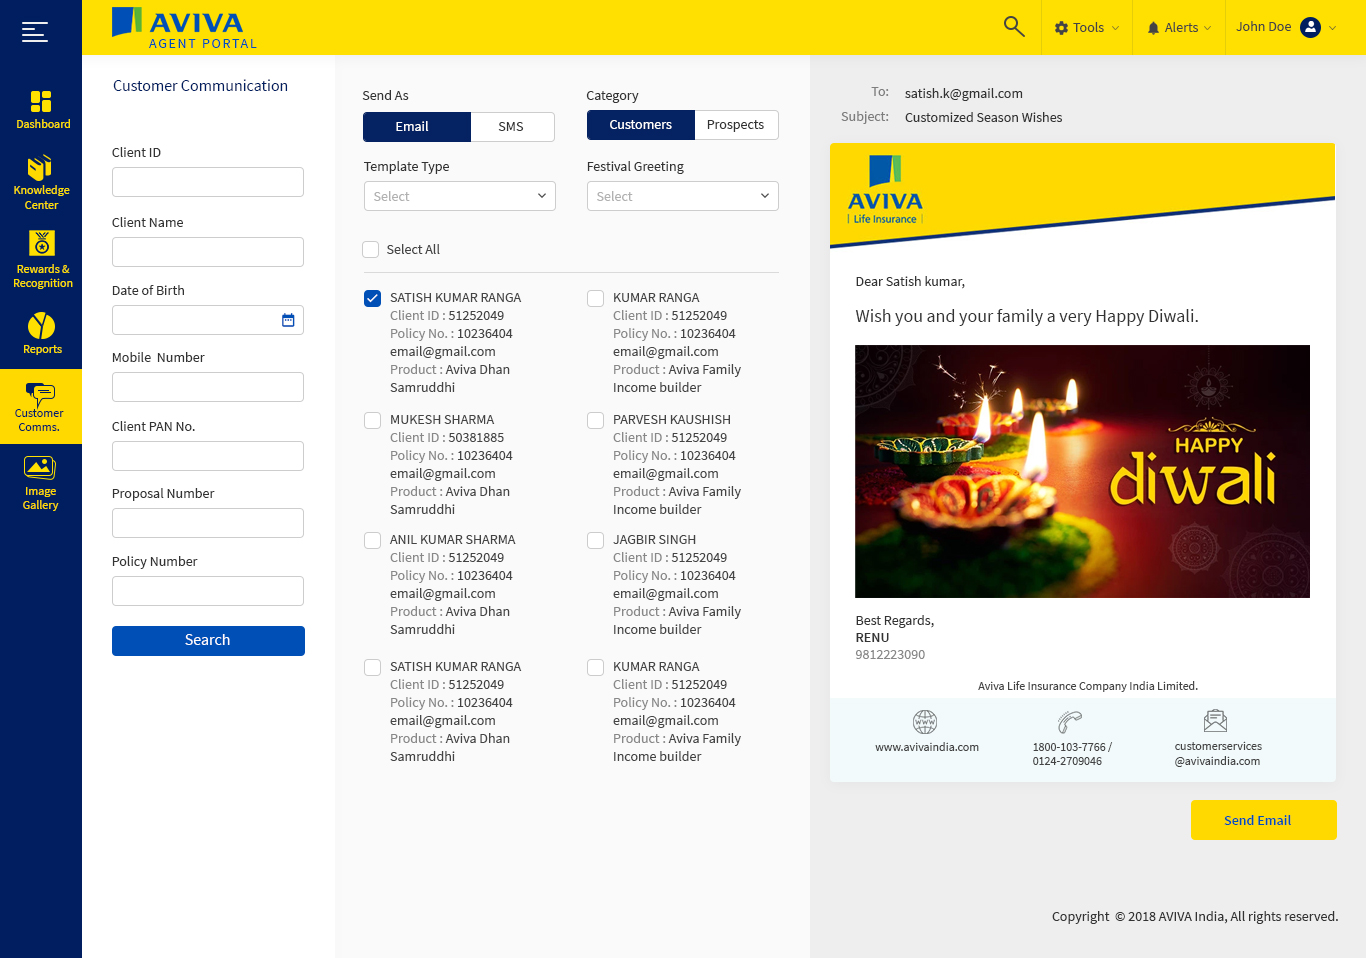 AVIVA
AGENT PORTAL
Tools
Alerts
John Doe
Dashboard
Knowledge
Center
Rewards &
Recognition
Reports
Customer
Comms.
Image
Gallery
Customer Communication
Client ID
Client Name
Date of Birth
Mobile  Number
Client PAN No.
Proposal Number
Policy Number
Search
Send As
Email
SMS
Category
Customers
Prospects
Template Type
Select
Festival Greeting
Select
Select All
SATISH KUMAR RANGA
Client ID : 51252049
Policy No. : 10236404
email@gmail.com
Product : Aviva Dhan
Samruddhi
KUMAR RANGA
Client ID : 51252049
Policy No. : 10236404
email@gmail.com
Product : Aviva Family
Income builder
MUKESH SHARMA
Client ID : 50381885
Policy No. : 10236404
email@gmail.com
Product : Aviva Dhan
Samruddhi
PARVESH KAUSHISH
Client ID : 51252049
Policy No. : 10236404
email@gmail.com
Product : Aviva Family
Income builder
ANIL KUMAR SHARMA
Client ID : 51252049
Policy No. : 10236404
email@gmail.com
Product : Aviva Dhan
Samruddhi
JAGBIR SINGH
Client ID : 51252049
Policy No. : 10236404
email@gmail.com
Product : Aviva Family
Income builder
SATISH KUMAR RANGA
Client ID : 51252049
Policy No. : 10236404
email@gmail.com
Product : Aviva Dhan
Samruddhi
KUMAR RANGA
Client ID : 51252049
Policy No. : 10236404
email@gmail.com
Product : Aviva Family
Income builder
To: satish.k@gmail.com
Subject: Customized Season Wishes
AVIVA
Life Insurance
Dear Satish kumar,
Wish you and your family a very Happy Diwali.
HAPPY
diwali
Best Regards,
RENU
9812223090
Aviva Life Insurance Company India Limited.
WWW
www.avivaindia.com
1800-103-7766 /
0124-2709046
customerservices
@avivaindia.com
Send Email
Copyright  © 2018 AVIVA India, All rights reserved.